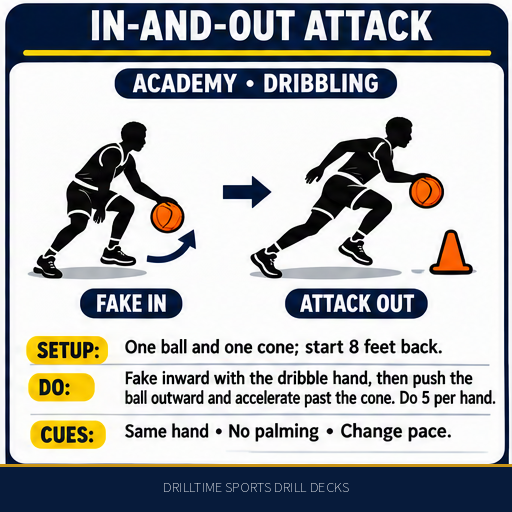 IN-AND-OUT ATTACK
ACADEMY • DRIBBLING
FAKE IN
ATTACK OUT
SETUP: One ball and one cone; start 8 feet back.
DO: Fake inward with the dribble hand, then push the
ball outward and accelerate past the cone. Do 5 per hand.
CUES: Same hand • No palming • Change pace.
DRILLTIME SPORTS DRILL DECKS